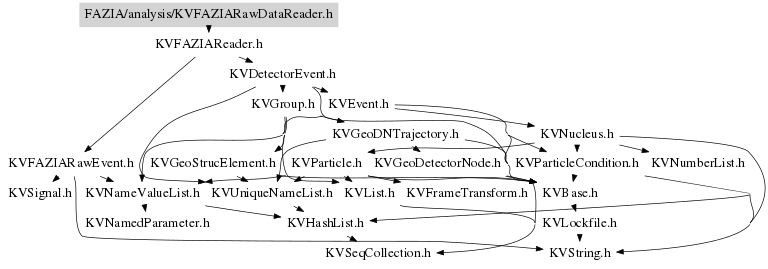 FAZIA/analysis/KVFAZIARawDataReader.h
KVFAZIAReader.h
KVDetectorEvent.h
KVGroup.h
KVEvent.h
KVGeoDNTrajectory.h
KVNucleus.h
KVFAZIARawEvent.h
KVGeoStrucElement.h
KVParticle.h
KVGeoDetectorNode.h
KVParticleCondition.h
KVNumberList.h
KVSignal.h
KVNameValueList.h
KVUniqueNameList.h
KVList.h
KVFrameTransform.h
KVBase.h
KVNamedParameter.h
KVHashList.h
KVLockfile.h
KVSeqCollection.h
KVString.h